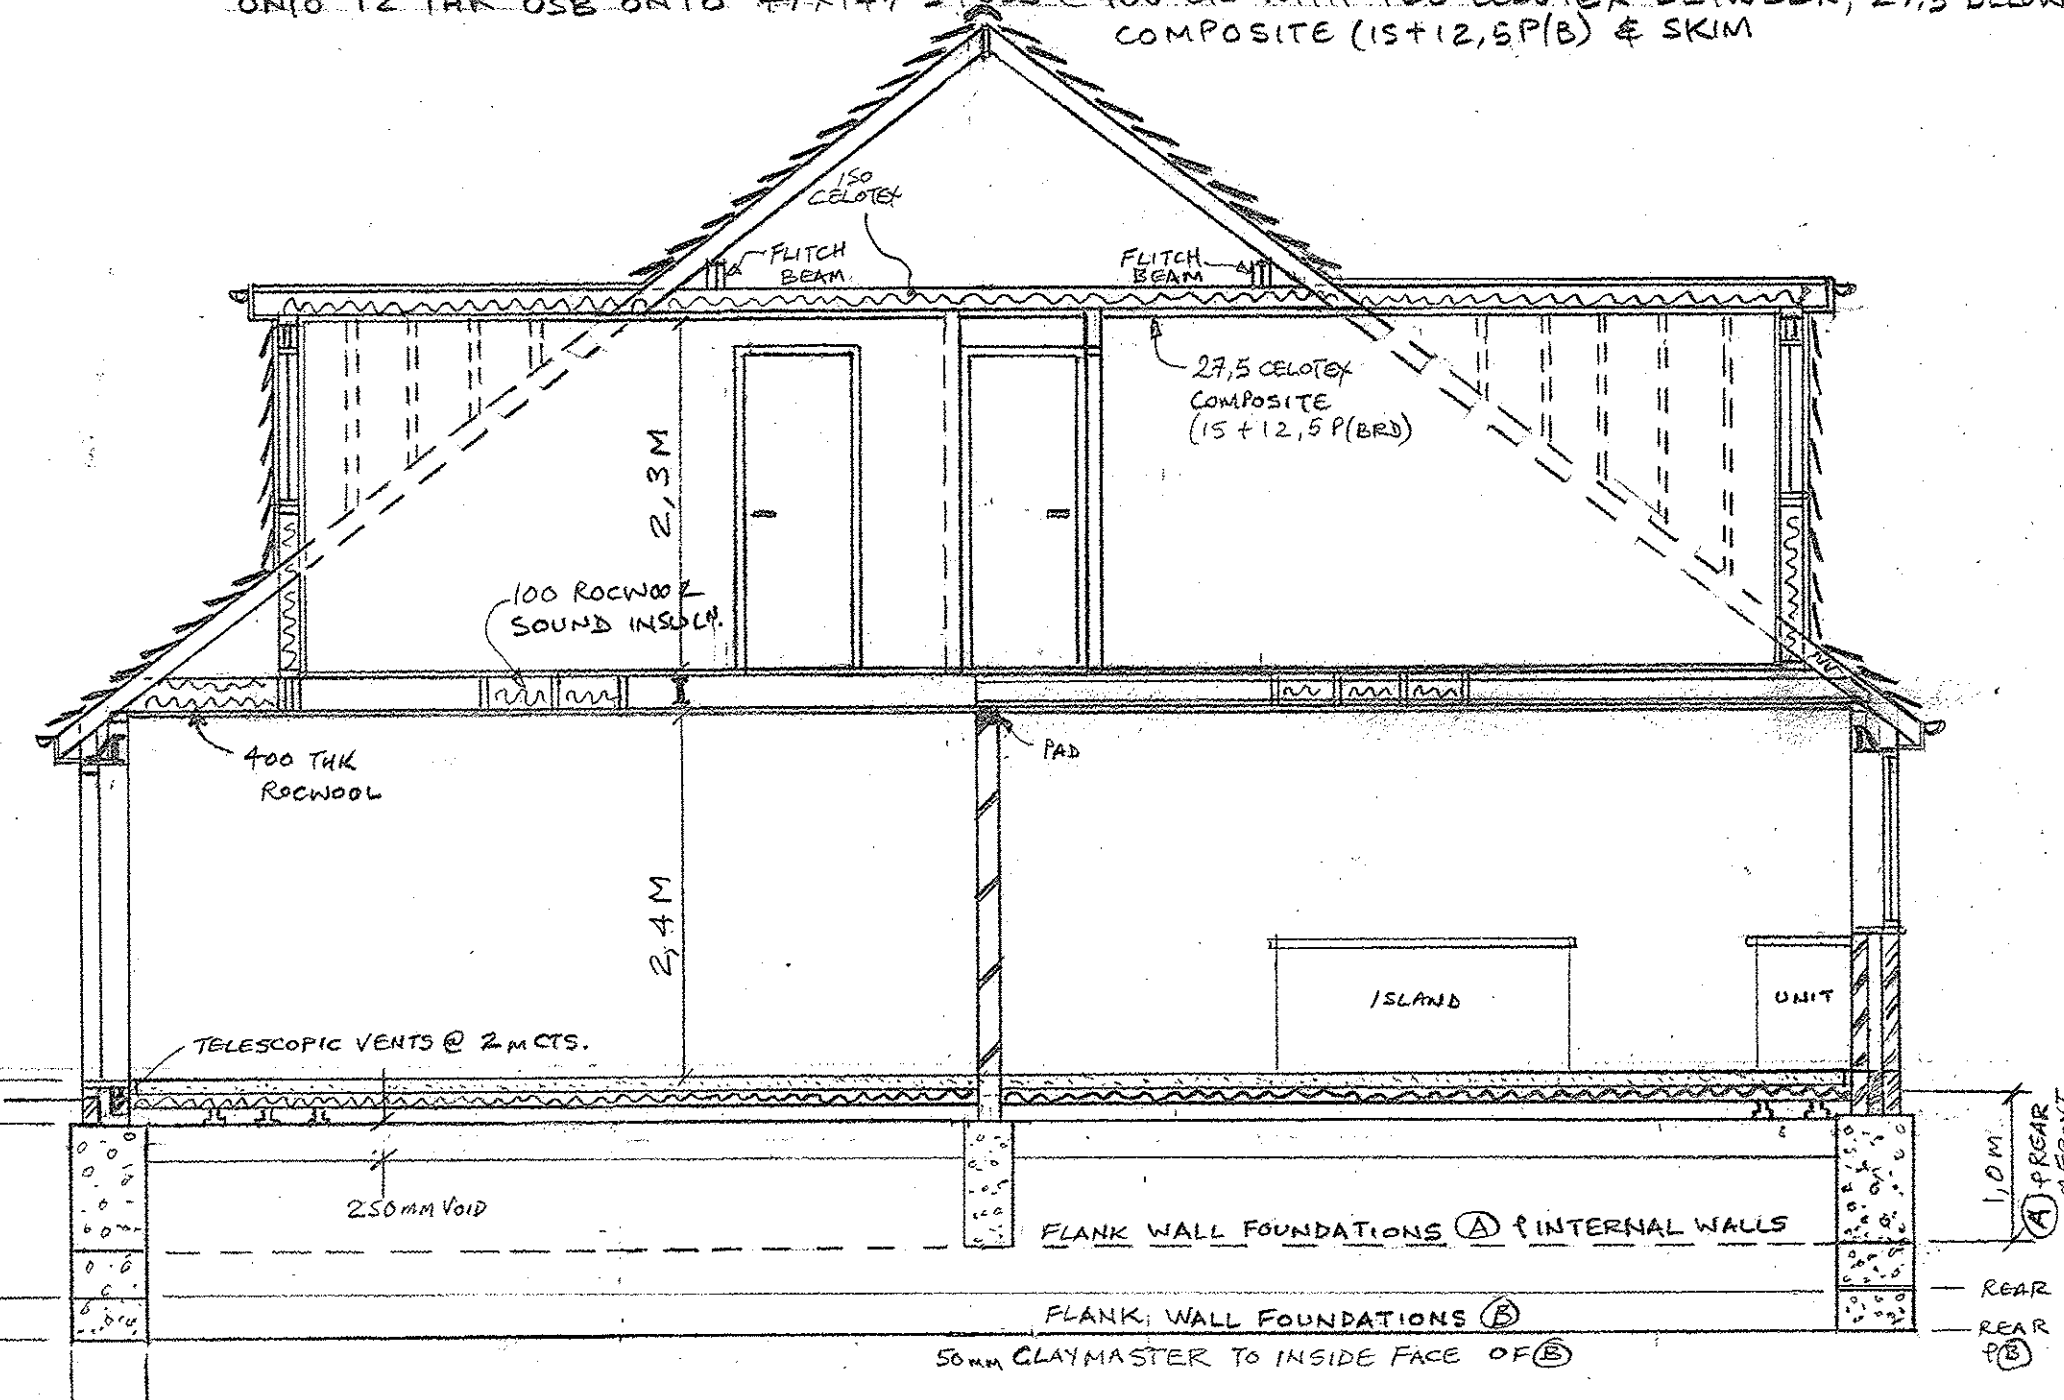 COMPOSITE (15+12,5P/B) & SKIM
150
CELOTEX
FLITCH
BEAM
FLITCH
BEAM
27,5 CELOTEX
COMPOSITE
(15 +12,5 P/BRD)
2,3M
100 ROCWOOL
SOUND INSULN.
400 THK
ROCWOOL
PAD
2,4M
ISLAND
UNIT
TELESCOPIC VENTS @ 2M CTS.
250MM VOID
1,0M
(A) & REAR
FLANK WALL FOUNDATIONS (A) & INTERNAL WALLS
REAR
FLANK WALL FOUNDATIONS (B)
REAR
& (B)
50MM CLAYMASTER TO INSIDE FACE OF (B)